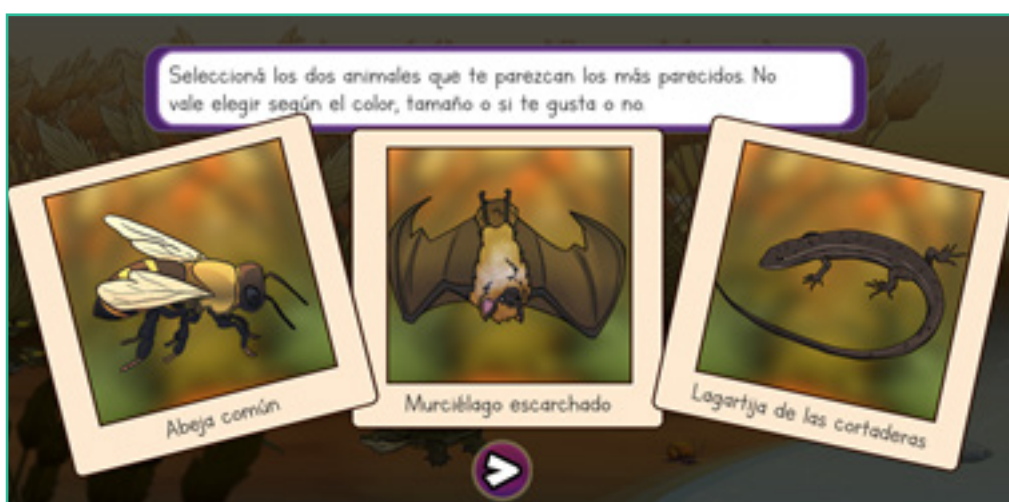 Seleccioná los dos animales que te parezcan los más parecidos. No
vale elegir según el color, tamaño o si te gusta o no.
Abeja común
Murciélago escarchado
Lagartija de las cortaderas